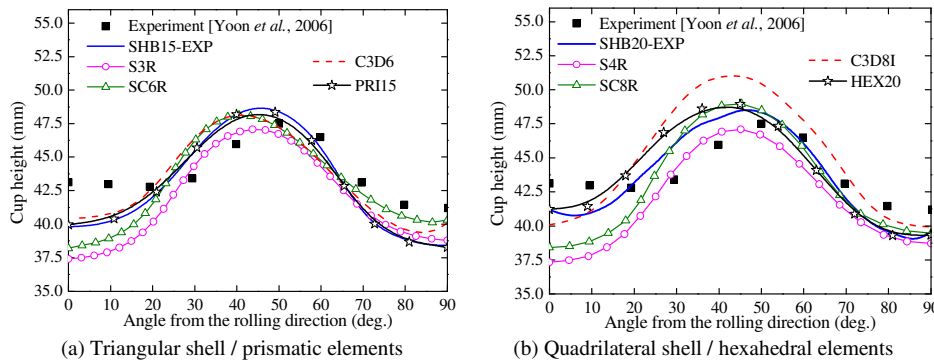 55.0
52.5
50.0
47.5
45.0
42.5
40.0
37.5
35.0
Cup height (mm)
Experiment [Yoon et al., 2006]
SHB15-EXP
S3R
SC6R
C3D6
PRI15
0 10 20 30 40 50 60 70 80 90
Angle from the rolling direction (deg.)
(a) Triangular shell / prismatic elements
55.0
52.5
50.0
47.5
45.0
42.5
40.0
37.5
35.0
Cup height (mm)
Experiment [Yoon et al., 2006]
SHB20-EXP
S4R
SC8R
C3D8I
HEX20
0 10 20 30 40 50 60 70 80 90
Angle from the rolling direction (deg.)
(b) Quadrilateral shell / hexahedral elements